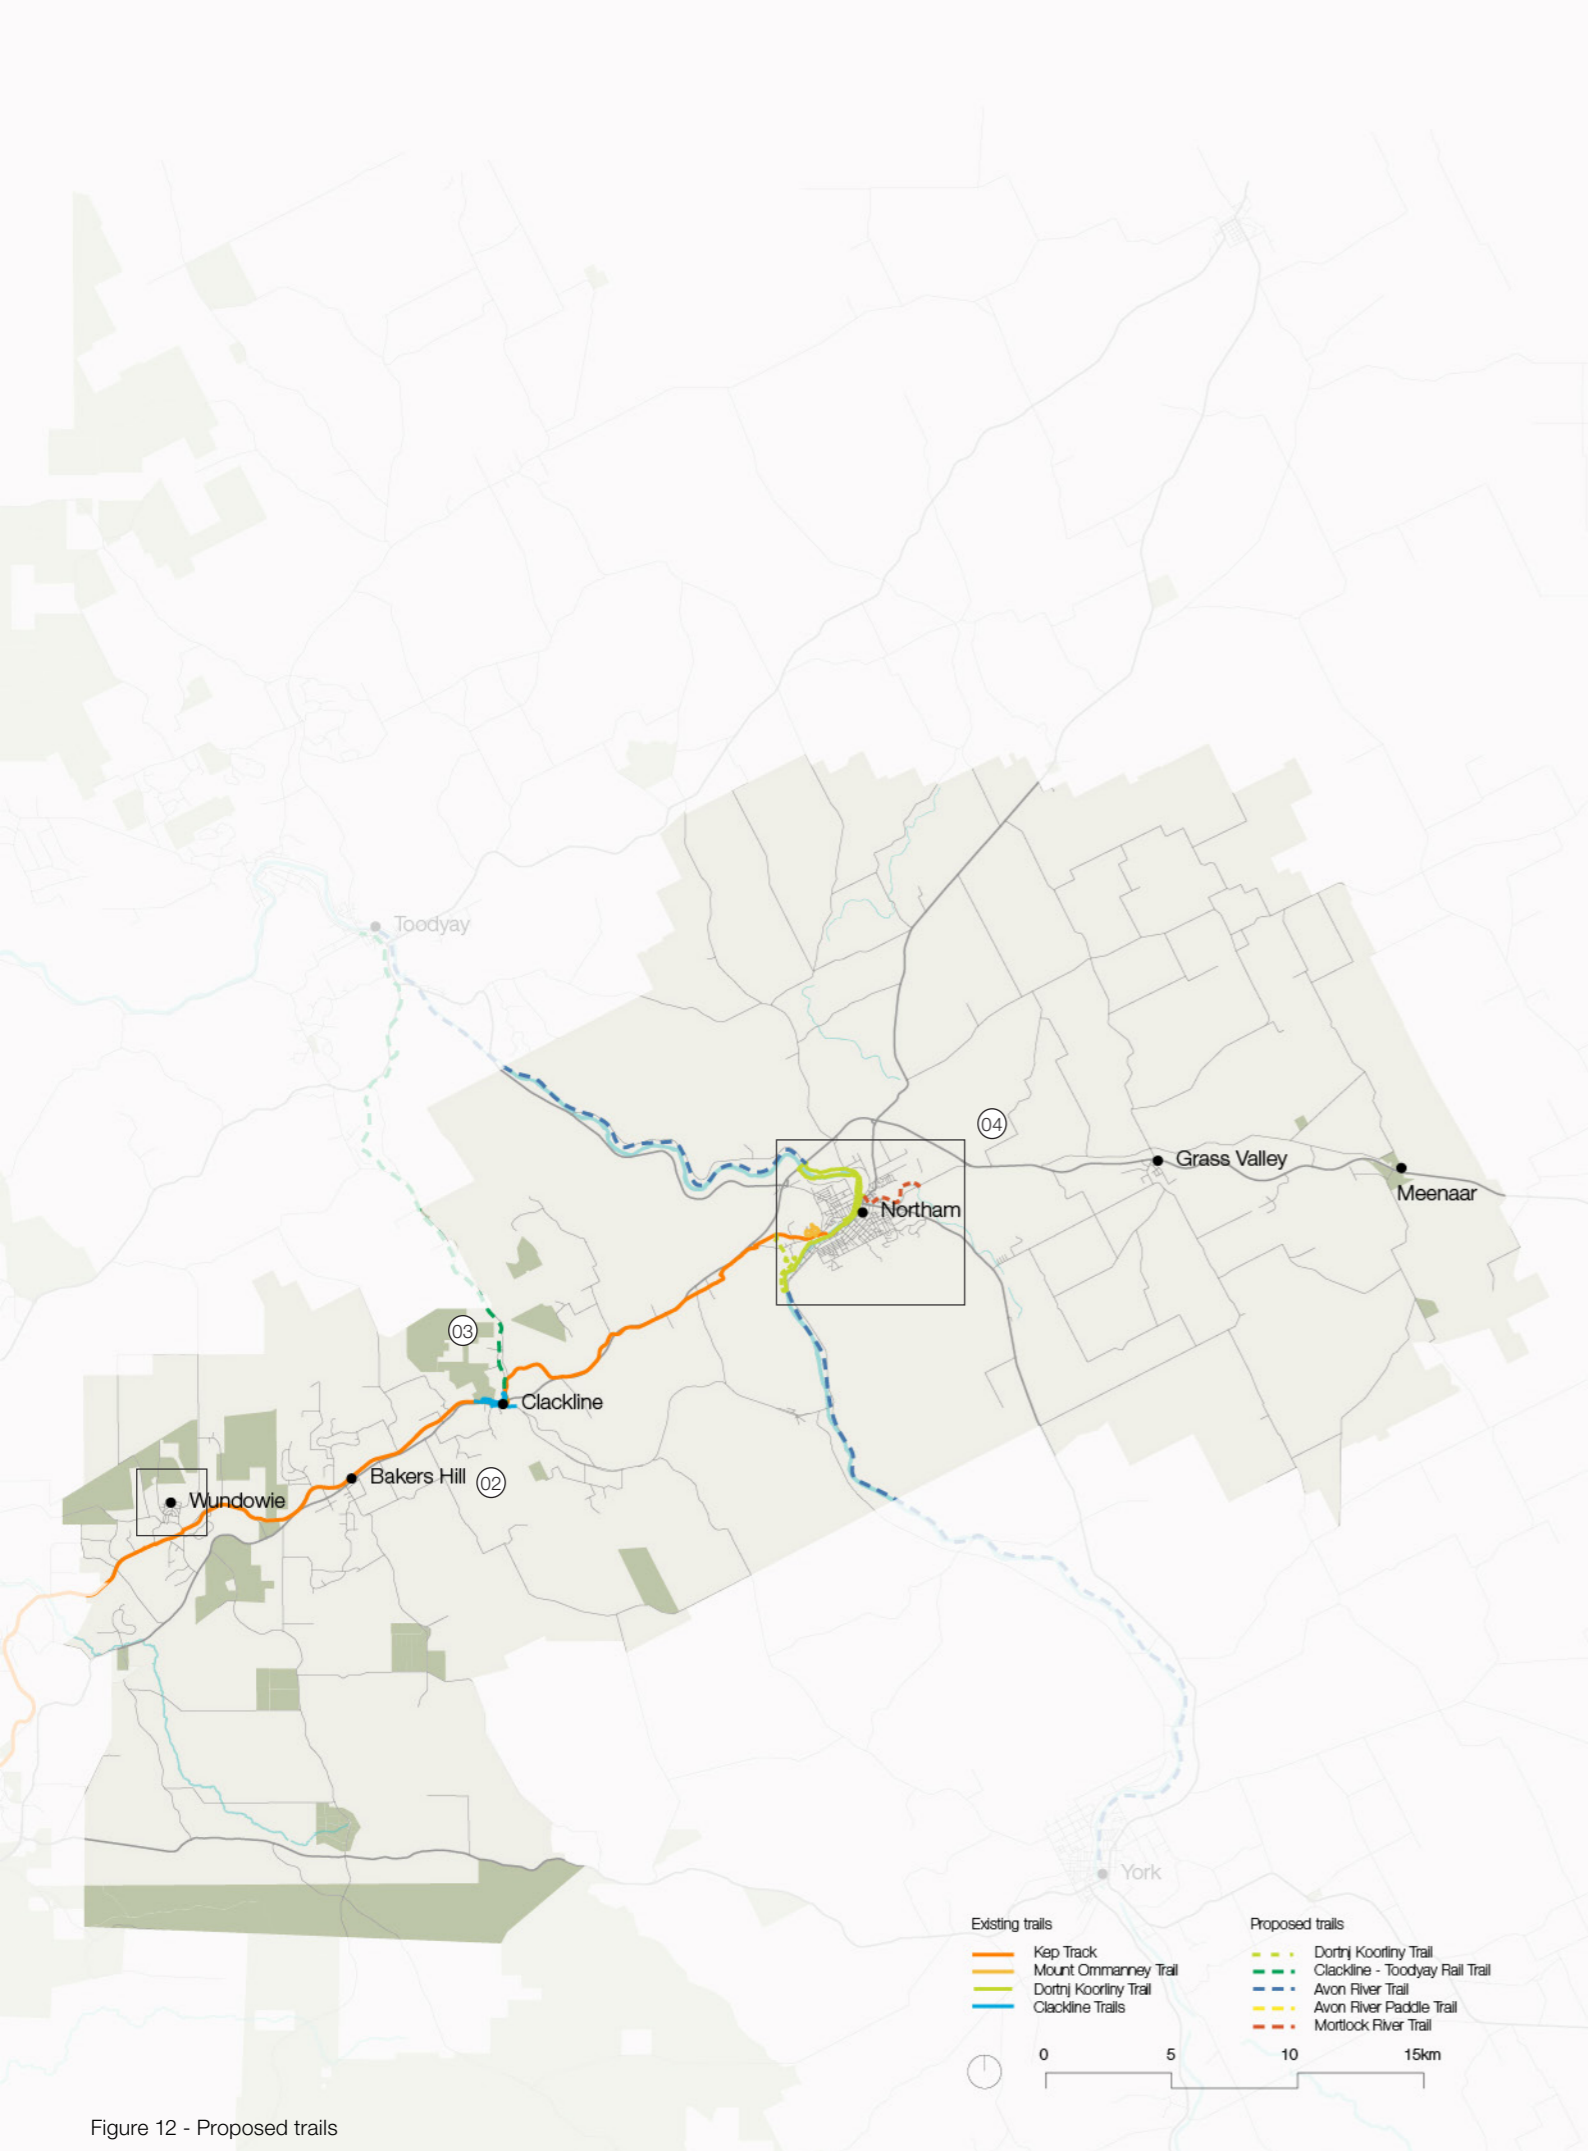 Toodyay
04
Grass Valley
Meenaar
Northam
03
Clackline
Bakers Hill
02
Wundowie
York
Existing trails
Kep Track
Mount Ommanney Trail
Dortnj Koorliny Trail
Clackline Trails
Proposed trails
Dortnj Koorliny Trail
Clackline - Toodyay Rail Trail
Avon River Trail
Avon River Paddle Trail
Mortlock River Trail
0 5 10 15km
Figure 12 - Proposed trails